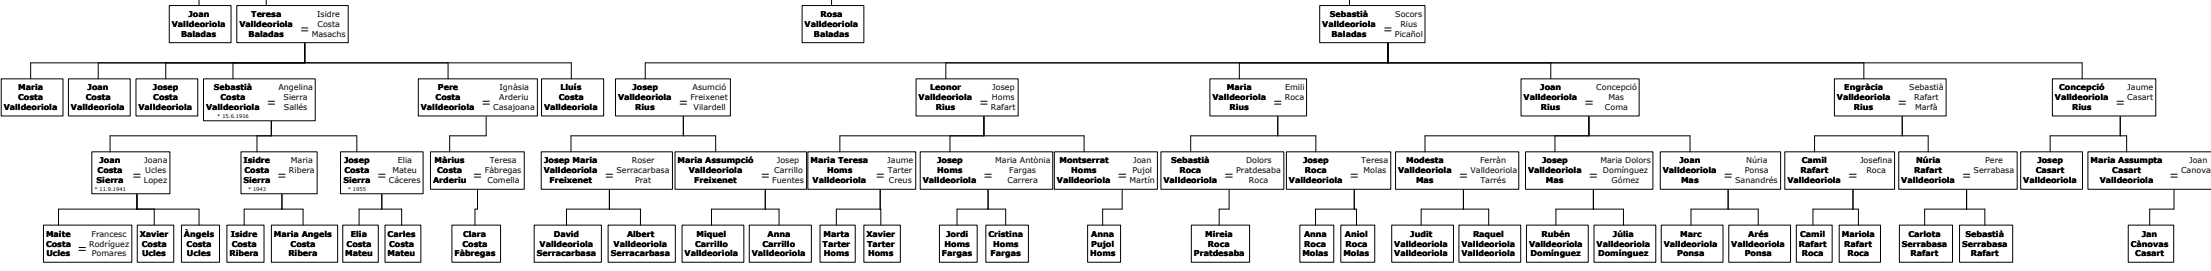 Joan
Valldeoriola
Baladas
Teresa
Valldeoriola
Baladas
=
Isidre
Costa
Masachs
Rosa
Valldeoriola
Baladas
Sebastià
Valldeoriola
Baladas
=
Socors
Rius
Picañol
Maria
Costa
Valldeoriola
Joan
Costa
Valldeoriola
Josep
Costa
Valldeoriola
Sebastià
Costa
Valldeoriola
* 15.6.1916
=
Angelina
Sierra
Sallés
Pere
Costa
Valldeoriola
=
Ignàsia
Arderiu
Casajoana
Lluís
Costa
Valldeoriola
Josep
Valldeoriola
Rius
=
Asumció
Freixenet
Vilardell
Leonor
Valldeoriola
Rius
=
Josep
Homs
Rafart
Maria
Valldeoriola
Rius
=
Emili
Roca
Joan
Valldeoriola
Rius
=
Concepció
Mas
Coma
Engràcia
Valldeoriola
Rius
=
Sebastià
Rafart
Marfà
Concepció
Valldeoriola
Rius
=
Jaume
Casart
Joan
Costa
Sierra
* 11.9.1941
=
Joana
Ucles
Lopez
Isidre
Costa
Sierra
* 1943
=
Maria
Ribera
Josep
Costa
Sierra
* 1955
=
Elia
Mateu
Cáceres
Màrius
Costa
Arderiu
=
Teresa
Fàbregas
Comella
Josep Maria
Valldeoriola
Freixenet
=
Roser
Serracarbasa
Prat
Maria Assumpció
Valldeoriola
Freixenet
=
Josep
Carrillo
Fuentes
Maria Teresa
Homs
Valldeoriola
=
Jaume
Tarter
Creus
Josep
Homs
Valldeoriola
=
Maria Antònia
Fargas
Carrera
Montserrat
Homs
Valldeoriola
=
Joan
Pujol
Martín
Sebastià
Roca
Valldeoriola
=
Dolors
Pratdesaba
Roca
Josep
Roca
Valldeoriola
=
Teresa
Molas
Modesta
Valldeoriola
Mas
=
Ferràn
Valldeoriola
Tarrés
Josep
Valldeoriola
Mas
=
Maria Dolors
Domínguez
Gómez
Joan
Valldeoriola
Mas
=
Núria
Ponsa
Sanandrés
Camil
Rafart
Valldeoriola
=
Josefina
Roca
Núria
Rafart
Valldeoriola
=
Pere
Serrabasa
Josep
Casart
Valldeoriola
Maria Assumpta
Casart
Valldeoriola
=
Joan
Canova
Maite
Costa
Ucles
=
Francesc
Rodríguez
Pomares
Xavier
Costa
Ucles
Àngels
Costa
Ucles
Isidre
Costa
Ribera
Maria Angels
Costa
Ribera
Elia
Costa
Mateu
Carles
Costa
Mateu
Clara
Costa
Fàbregas
David
Valldeoriola
Serracarbasa
Albert
Valldeoriola
Serracarbasa
Miquel
Carrillo
Valldeoriola
Anna
Carrillo
Valldeoriola
Marta
Tarter
Homs
Xavier
Tarter
Homs
Jordi
Homs
Fargas
Cristina
Homs
Fargas
Anna
Pujol
Homs
Mireia
Roca
Pratdesaba
Anna
Roca
Molas
Aniol
Roca
Molas
Judit
Valldeoriola
Valldeoriola
Raquel
Valldeoriola
Valldeoriola
Rubén
Valldeoriola
Domínguez
Júlia
Valldeoriola
Domínguez
Marc
Valldeoriola
Ponsa
Arés
Valldeoriola
Ponsa
Camil
Rafart
Roca
Mariola
Rafart
Roca
Carlota
Serrabasa
Rafart
Sebastià
Serrabasa
Rafart
Jan
Cànovas
Casart